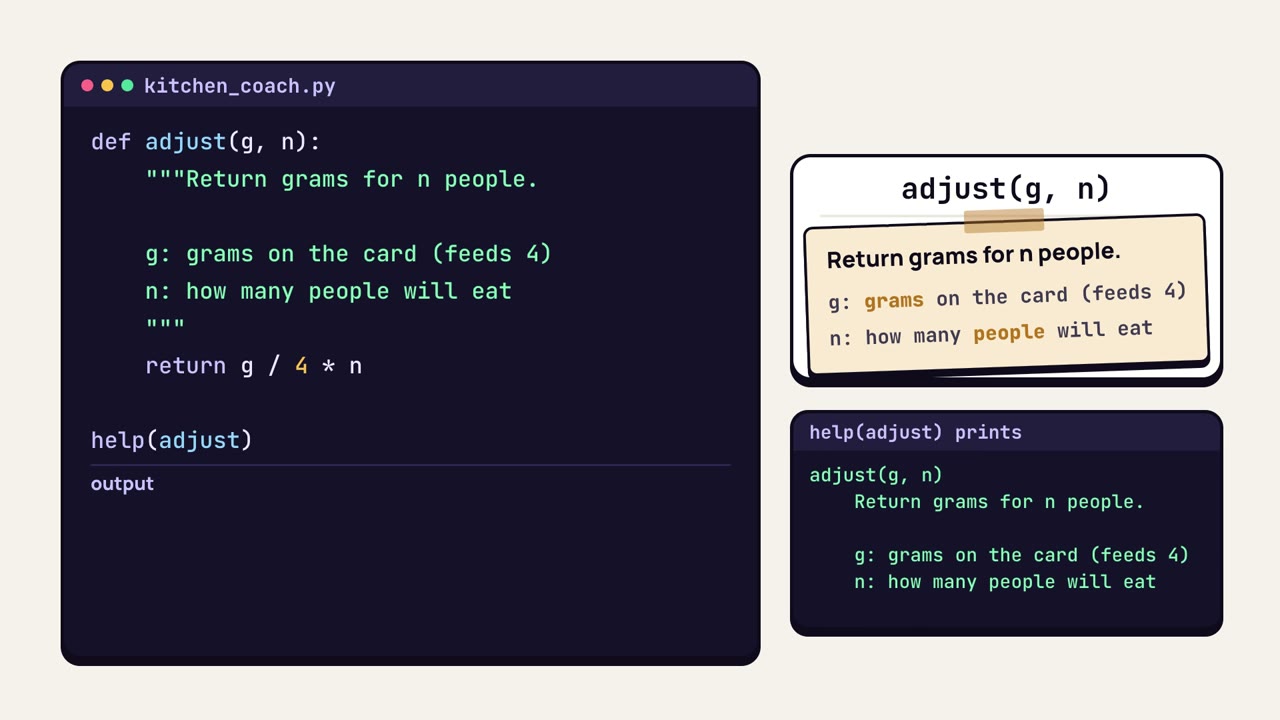 kitchen_coach.py
def adjust(g, n):
    """Return grams for n people.

    g: grams on the card (feeds 4)
    n: how many people will eat
    """
    return g / 4 * n

help(adjust)
output
adjust(g, n)
Return grams for n people.
g: grams on the card (feeds 4)
n: how many people will eat
help(adjust) prints
adjust(g, n)
    Return grams for n people.

    g: grams on the card (feeds 4)
    n: how many people will eat